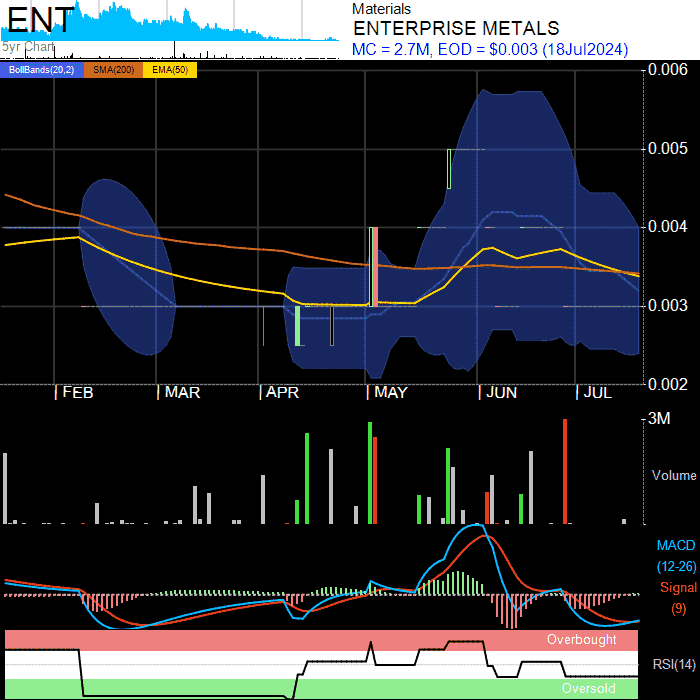 ENT
5yr Chart
Materials
ENTERPRISE METALS
MC = 2.7M, EOD = $0.003 (18Jul2024)
BollBands(20,2) SMA(200) EMA(50)
0.006
0.005
0.004
0.003
0.002
| FEB | MAR | APR | MAY | JUN | JUL
3M
Volume
MACD
(12-26)
Signal
(9)
Overbought
RSI(14)
Oversold